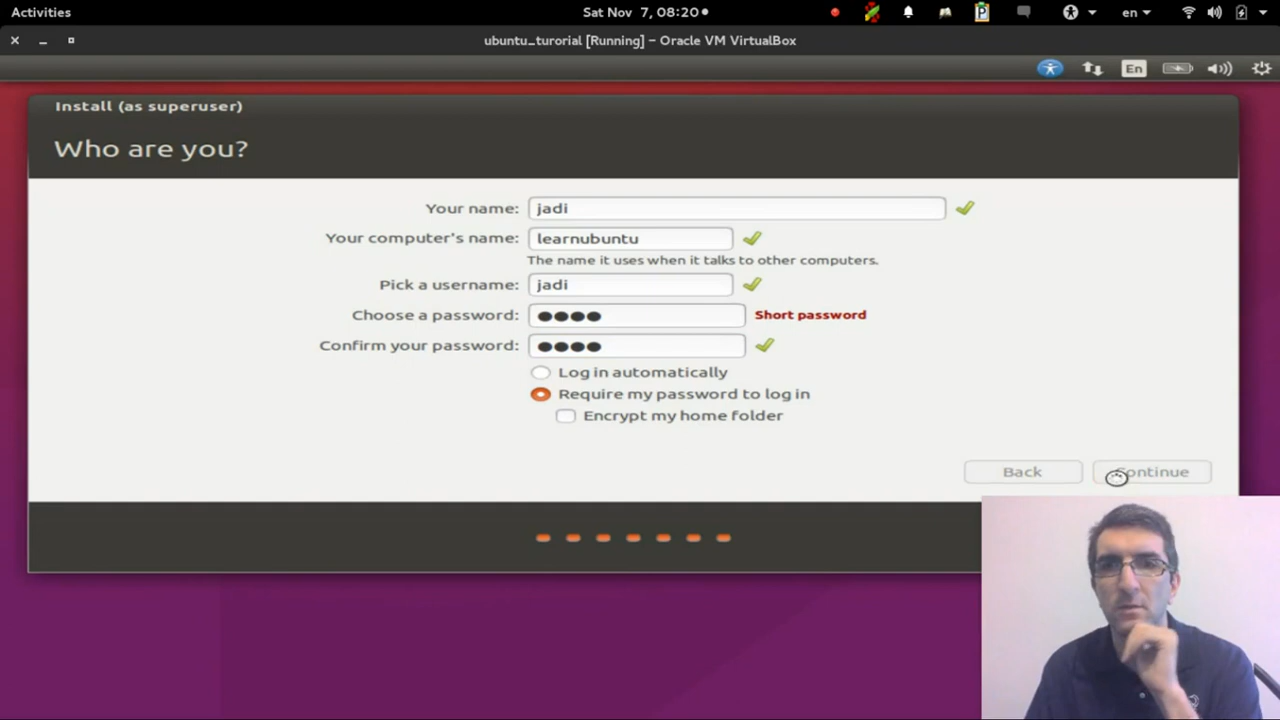 Activities Sat Nov 7, 08:20 en
ubuntu_turorial [Running] – Oracle VM VirtualBox
En
Install (as superuser)
Who are you?
Your name: jadi
Your computer's name: learnubuntu
The name it uses when it talks to other computers.
Pick a username: jadi
Choose a password: ●●●● Short password
Confirm your password: ●●●●
Log in automatically
Require my password to log in
Encrypt my home folder
Back Continue